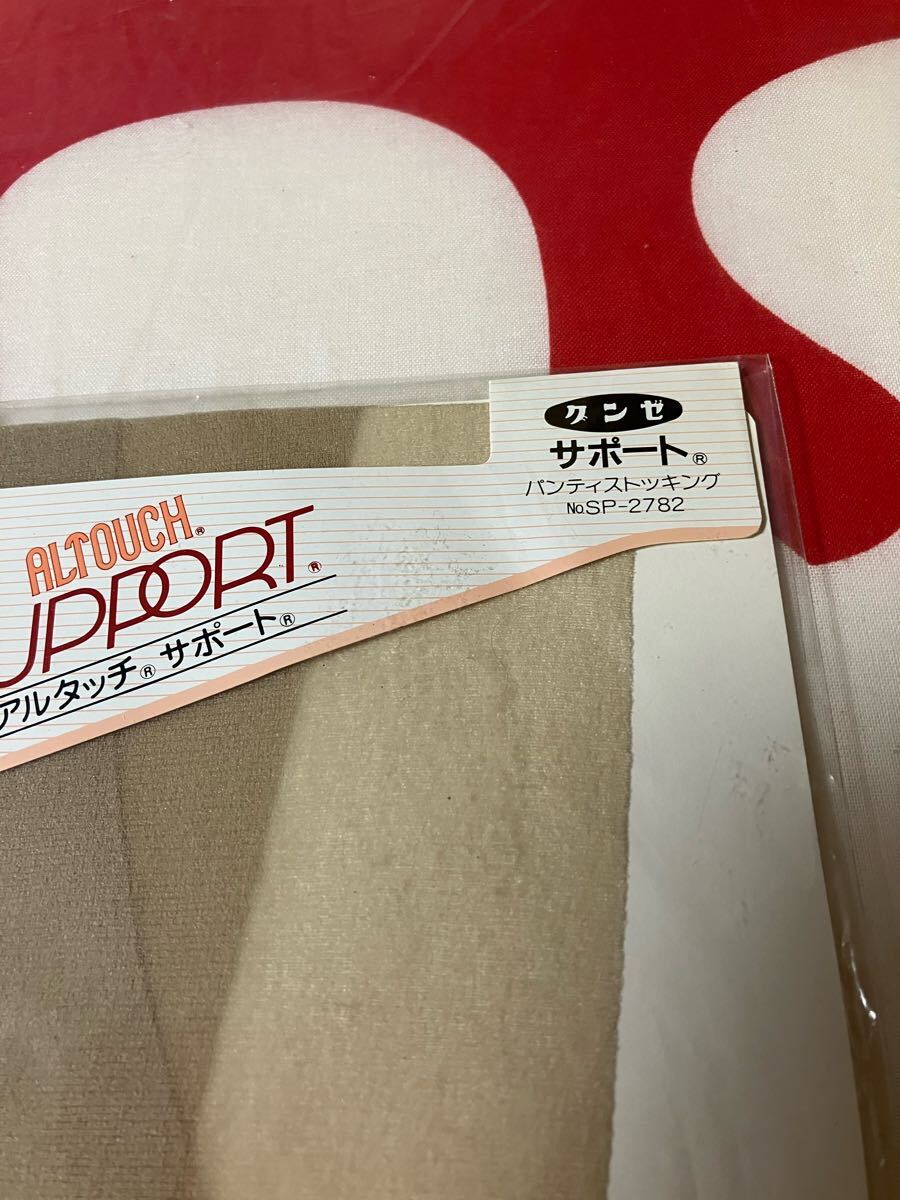 グンゼ
サポート®
パンティストッキング
No.SP-2782
ALTOUCH®
UPPORT®
アルタッチ® サポート®